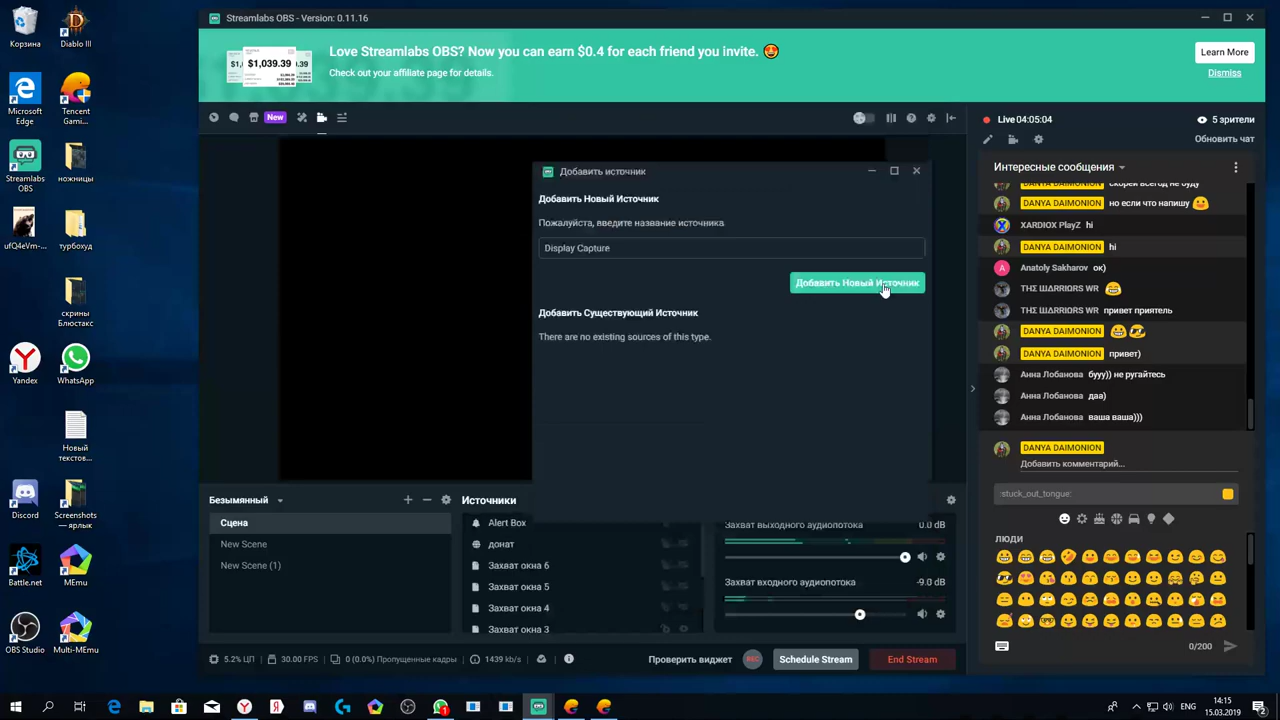 Корзина
Diablo III
Microsoft
Edge
Tencent
Gami...
Streamlabs
OBS
ножницы
ufQ4eVm-...
турбохуд
скрины
Блюстакс
Yandex
WhatsApp
Новый
текстов...
Discord
Screenshots
— ярлык
Battle.net
MEmu
OBS Studio
Multi-MEmu
Streamlabs OBS - Version: 0.11.16
$1,039.39
Love Streamlabs OBS? Now you can earn $0.4 for each friend you invite.
Check out your affiliate page for details.
Learn More
Dismiss
New
Live 04:05:04
5 зрители
Обновить чат
Интересные сообщения
Добавить источник
Добавить Новый Источник
Пожалуйста, введите название источника.
Display Capture
Добавить Новый Источник
Добавить Существующий Источник
There are no existing sources of this type.
DANYA DAIMONION скорей всегод не буду
DANYA DAIMONION но если что напишу
XARDIOX PlayZ hi
DANYA DAIMONION hi
A Anatoly Sakharov ок)
ΤΗΣ ШΔRRIΩRS WR
ΤΗΣ ШΔRRIΩRS WR привет приятель
DANYA DAIMONION
DANYA DAIMONION привет)
Анна Лобанова бууу)) не ругайтесь
Анна Лобанова даа)
Анна Лобанова ваша ваша)))
DANYA DAIMONION
Добавить комментарий...
:stuck_out_tongue:
ЛЮДИ
0/200
Безымянный
Сцена
New Scene
New Scene (1)
Источники
Alert Box
донат
Захват окна 6
Захват окна 5
Захват окна 4
Захват окна 3
Захват выходного аудиопотока 0.0 dB
Захват входного аудиопотока -9.0 dB
5.2% ЦП
30.00 FPS
0 (0.0%) Пропущенные кадры
1439 kb/s
Проверить виджет
REC
Schedule Stream
End Stream
14:15
15.03.2019
2